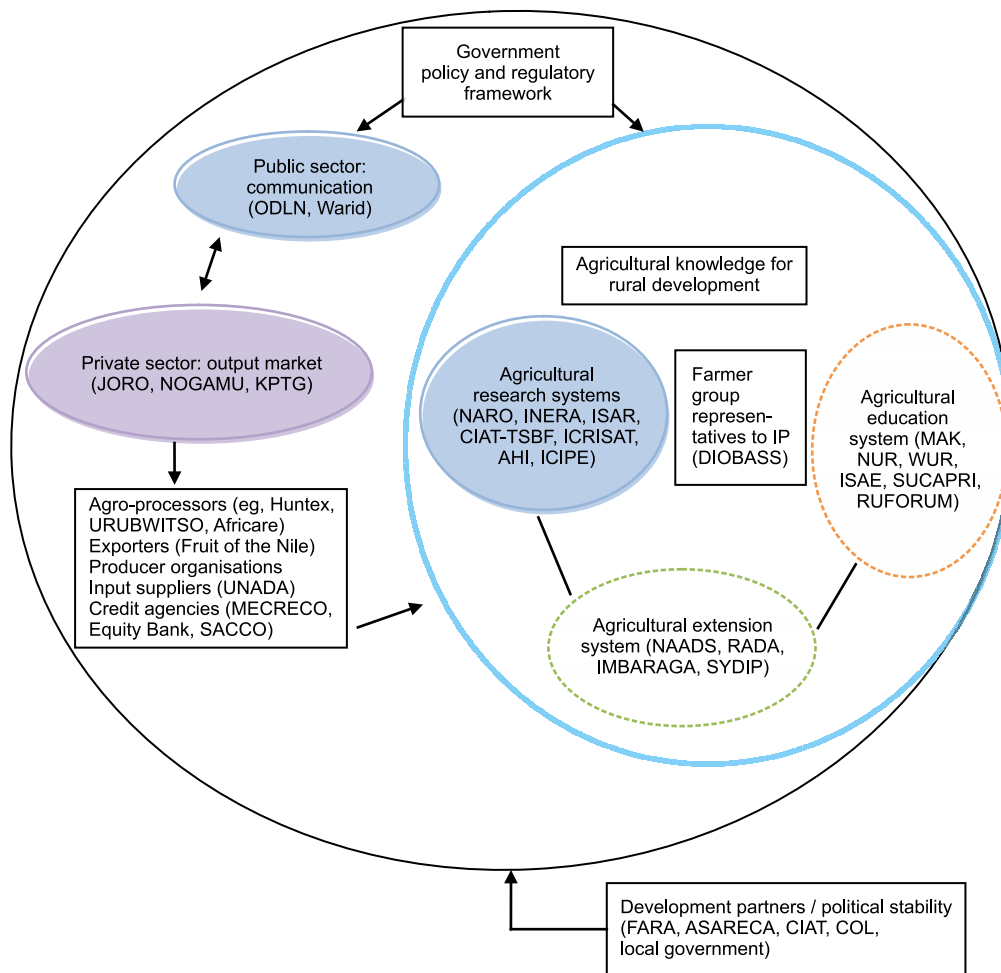 Government
policy and regulatory
framework
Public sector:
communication
(ODLN, Warid)
Agricultural knowledge for
rural development
Private sector: output market
(JORO, NOGAMU, KPTG)
Agricultural
research systems
(NARO, INERA, ISAR,
CIAT-TSBF, ICRISAT,
AHI, ICIPE)
Farmer
group
represen-
tatives to IP
(DIOBASS)
Agricultural
education
system (MAK,
NUR, WUR,
ISAE, SUCAPRI,
RUFORUM)
Agro-processors (eg, Huntex,
URUBWITSO, Africare)
Exporters (Fruit of the Nile)
Producer organisations
Input suppliers (UNADA)
Credit agencies (MECRECO,
Equity Bank, SACCO)
Agricultural extension
system (NAADS, RADA,
IMBARAGA, SYDIP)
Development partners / political stability
(FARA, ASARECA, CIAT, COL,
local government)